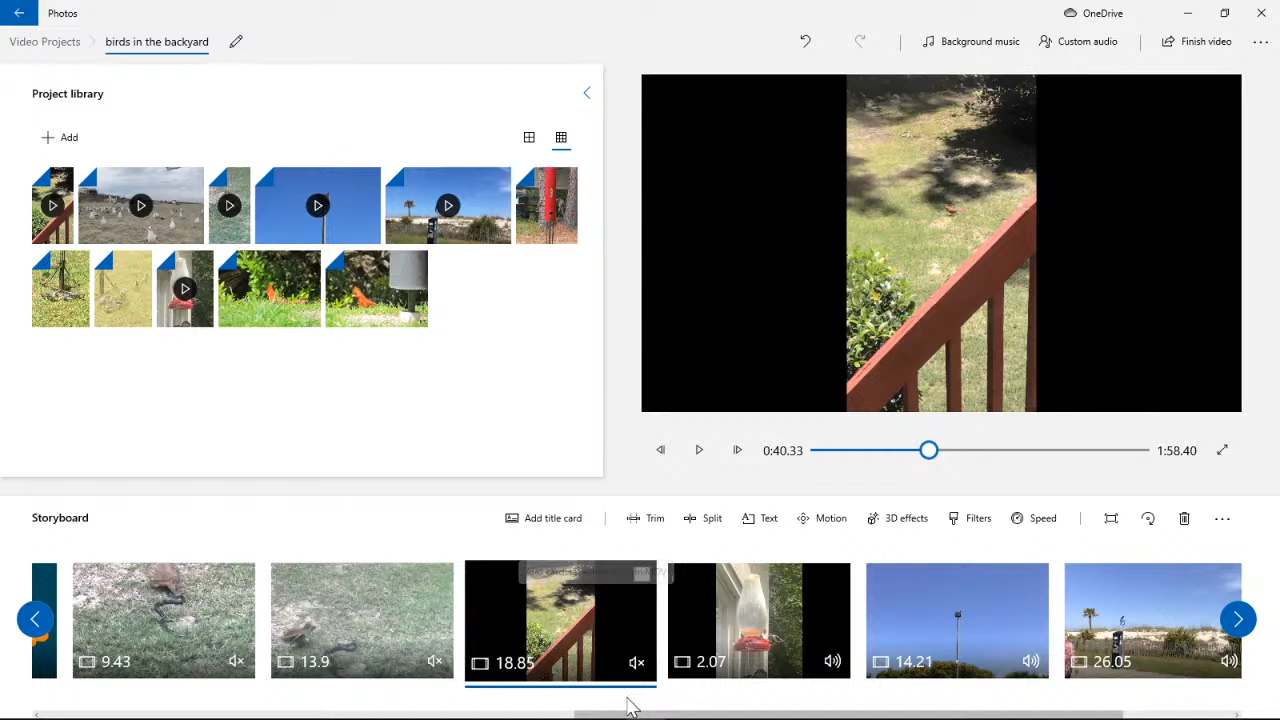 Photos
OneDrive
Video Projects
birds in the backyard
Background music
Custom audio
Finish video
Project library
Add
0:40.33
1:58.40
Storyboard
Add title card
Trim
Split
Text
Motion
3D effects
Filters
Speed
9.43
13.9
18.85
2.07
14.21
26.05